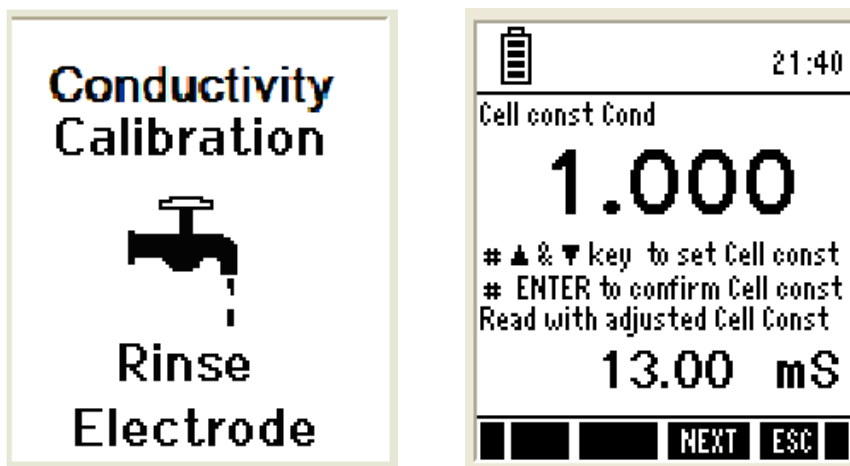 Conductivity
Calibration
Rinse
Electrode
21:40
Cell const Cond
1.000
# ▲ & ▼ key to set Cell const
# ENTER to confirm Cell const
Read with adjusted Cell Const
13.00 mS
NEXT ESC